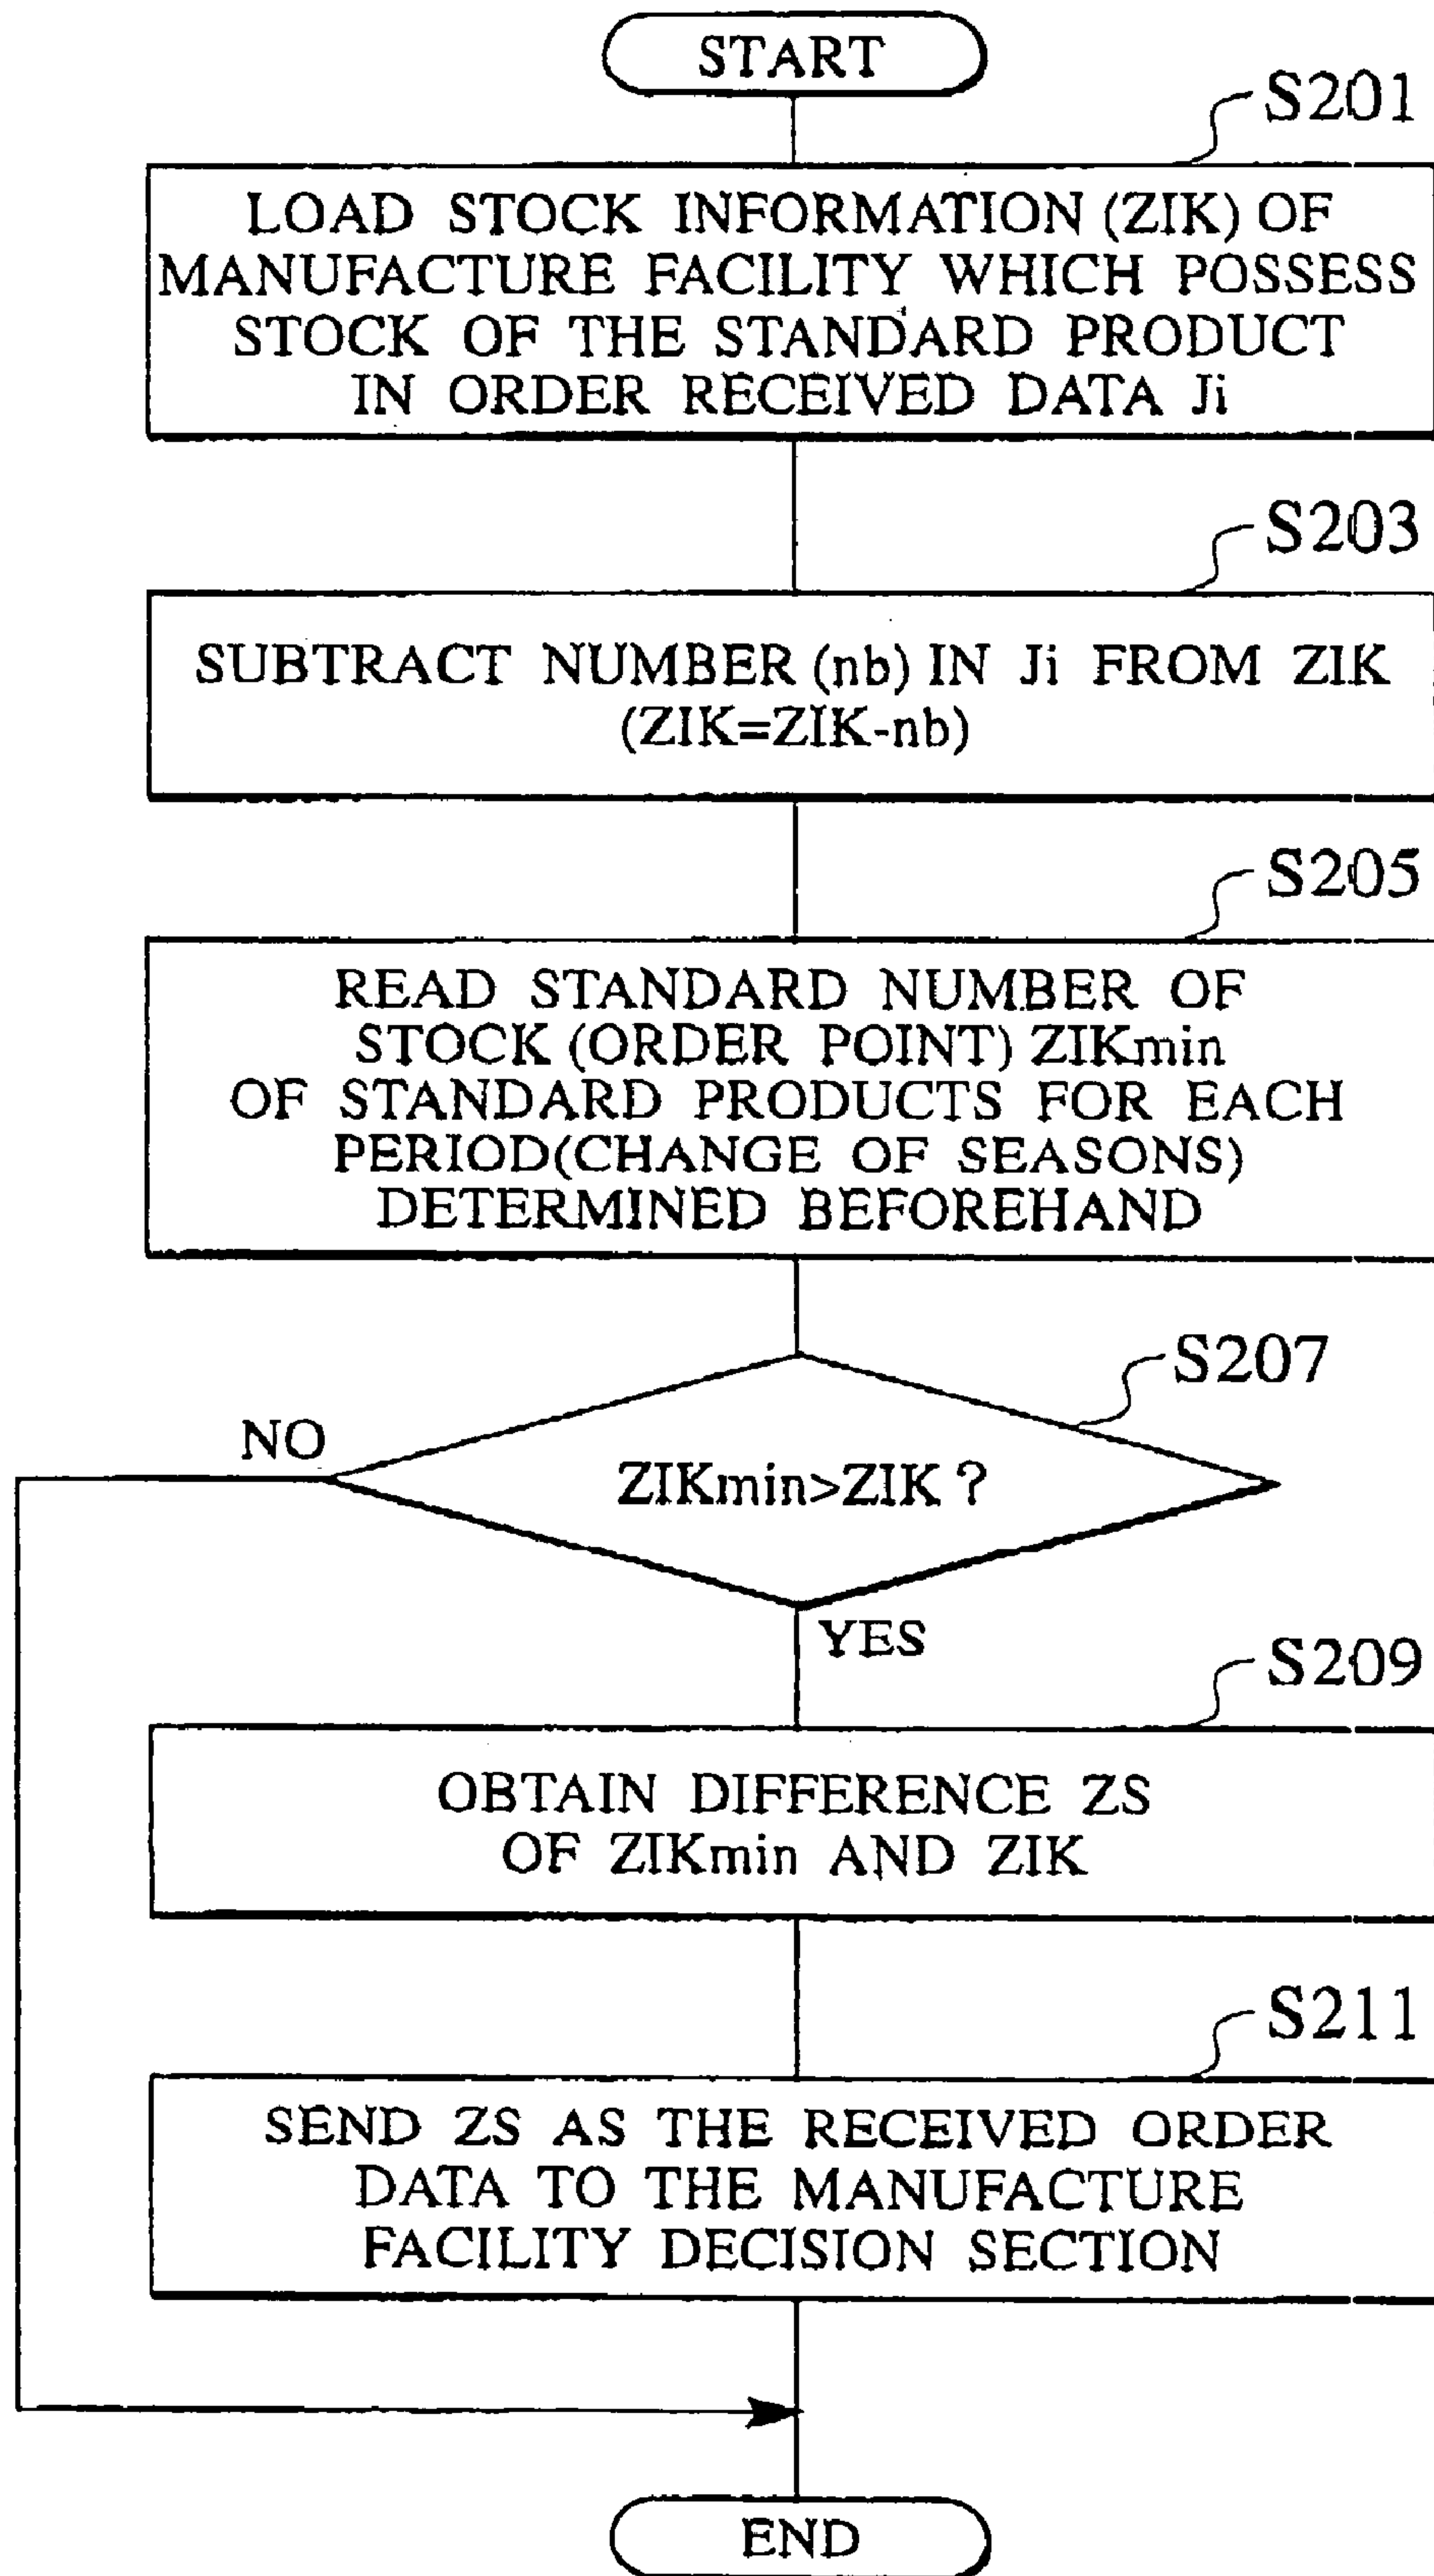 START
S201
LOAD STOCK INFORMATION (ZIK) OF
MANUFACTURE FACILITY WHICH POSSESS
STOCK OF THE STANDARD PRODUCT
IN ORDER RECEIVED DATA Ji
S203
SUBTRACT NUMBER (nb) IN Ji FROM ZIK
(ZIK=ZIK-nb)
S205
READ STANDARD NUMBER OF
STOCK (ORDER POINT) ZIKmin
OF STANDARD PRODUCTS FOR EACH
PERIOD(CHANGE OF SEASONS)
DETERMINED BEFOREHAND
S207
NO
ZIKmin>ZIK ?
YES
S209
OBTAIN DIFFERENCE ZS
OF ZIKmin AND ZIK
S211
SEND ZS AS THE RECEIVED ORDER
DATA TO THE MANUFACTURE
FACILITY DECISION SECTION
END